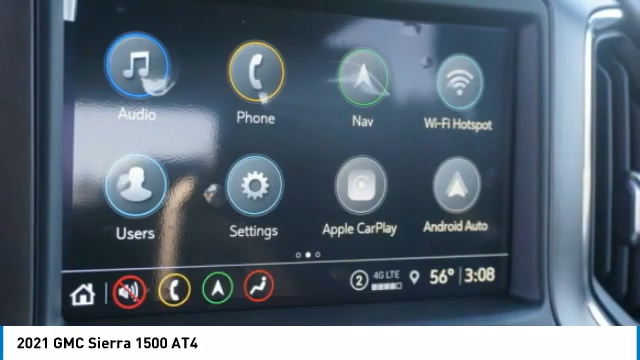 Audio Phone Nav Wi-Fi Hotspot
Users Settings Apple CarPlay Android Auto
2 4G LTE 56° 3:08
2021 GMC Sierra 1500 AT4